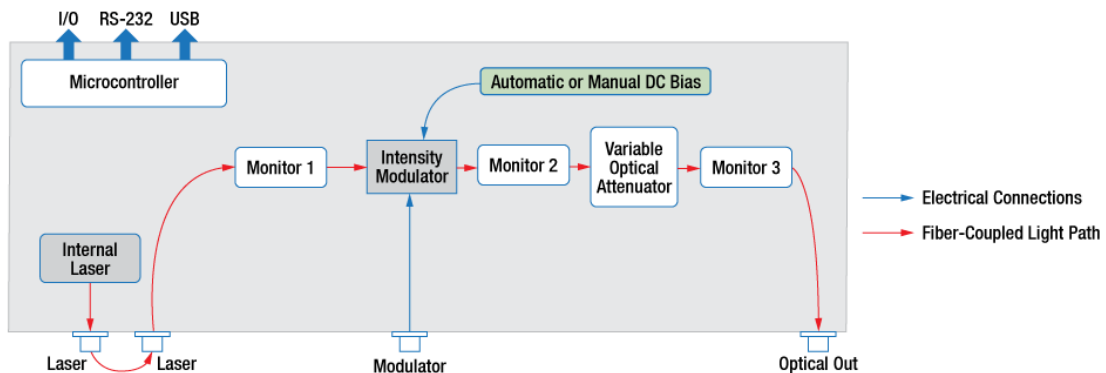 I/O RS-232 USB
Microcontroller
Automatic or Manual DC Bias
Monitor 1
Intensity
Modulator
Monitor 2
Variable
Optical
Attenuator
Monitor 3
Electrical Connections
Fiber-Coupled Light Path
Internal
Laser
Laser
Laser
Modulator
Optical Out